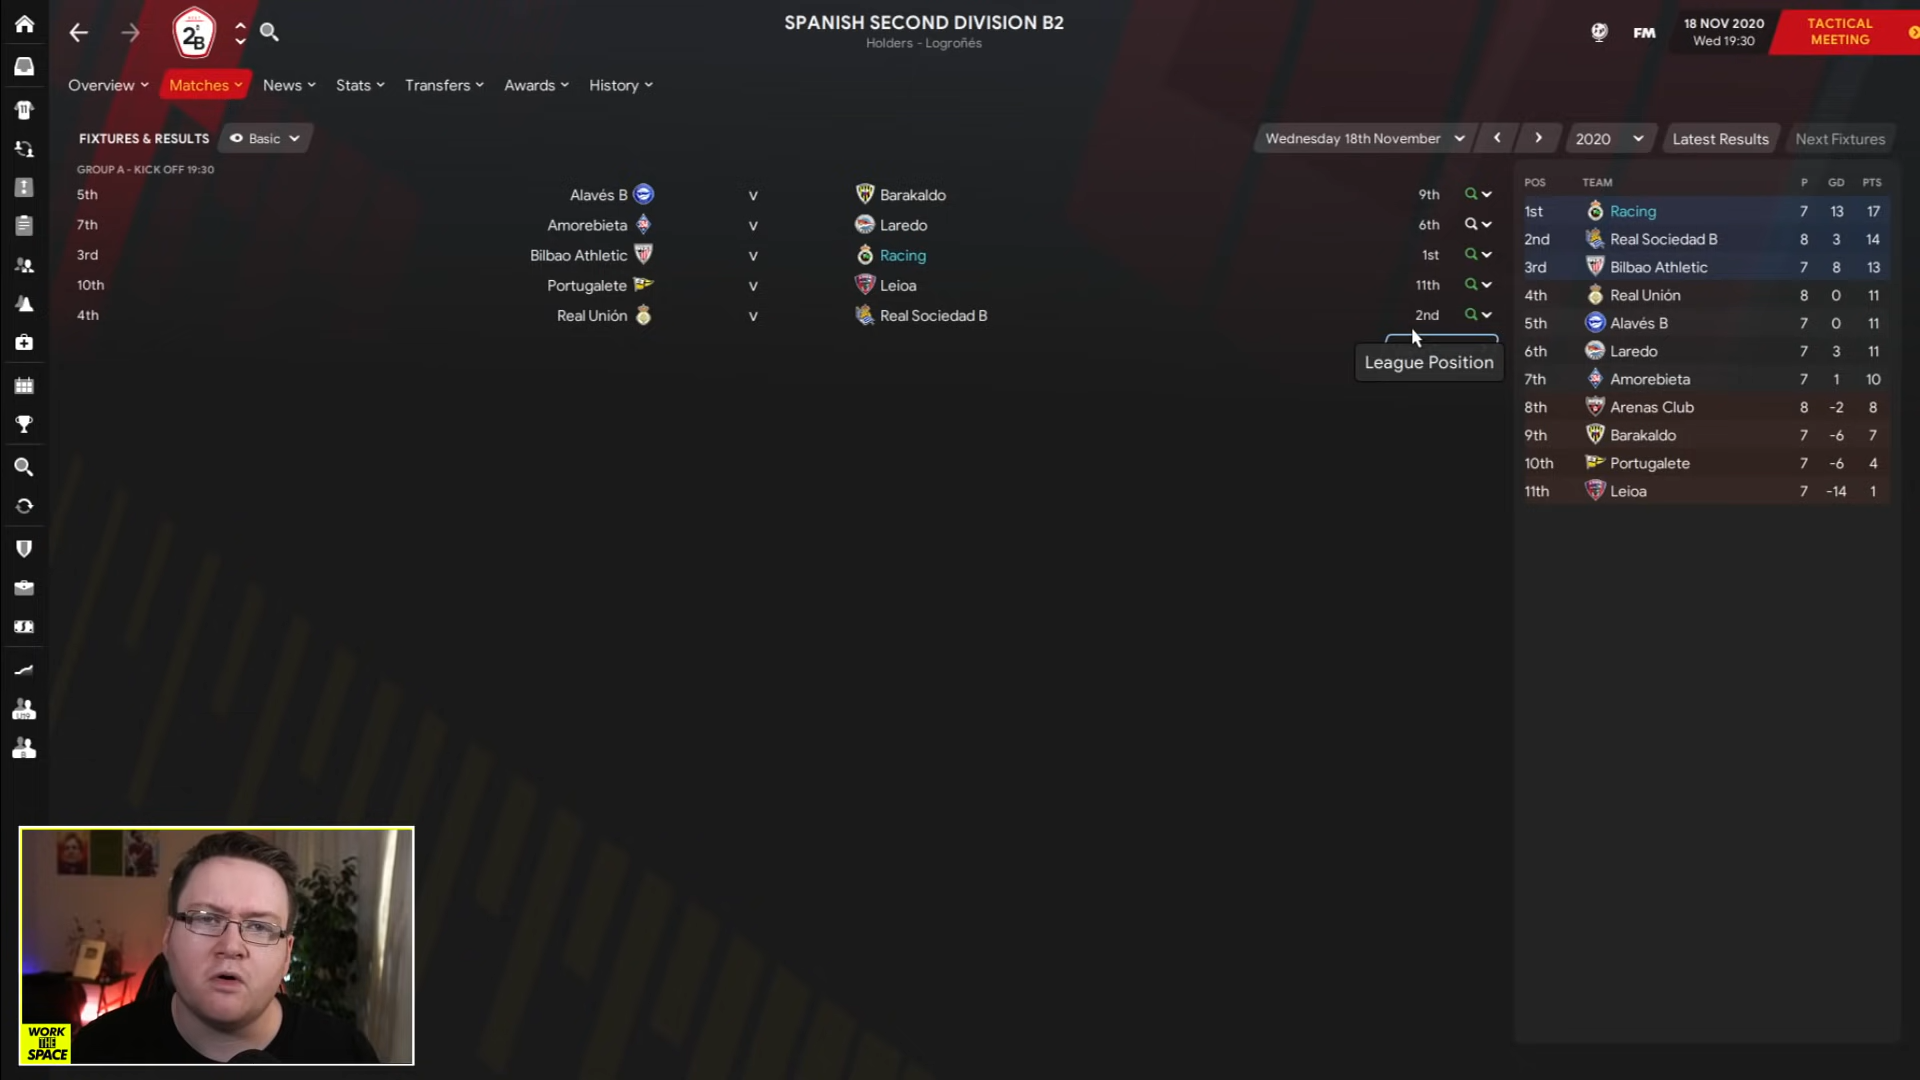 SPANISH SECOND DIVISION B2
Holders - Logroñés
2B
FM
18 NOV 2020
Wed 19:30
TACTICAL
MEETING
Overview
Matches
News
Stats
Transfers
Awards
History
FIXTURES & RESULTS
Basic
Wednesday 18th November
2020
Latest Results
Next Fixtures
GROUP A - KICK OFF 19:30
5th Alavés B v Barakaldo 9th
7th Amorebieta v Laredo 6th
3rd Bilbao Athletic v Racing 1st
10th Portugalete v Leioa 11th
4th Real Unión v Real Sociedad B 2nd
League Position
POS TEAM P GD PTS
1st Racing 7 13 17
2nd Real Sociedad B 8 3 14
3rd Bilbao Athletic 7 8 13
4th Real Unión 8 0 11
5th Alavés B 7 0 11
6th Laredo 7 3 11
7th Amorebieta 7 1 10
8th Arenas Club 8 -2 8
9th Barakaldo 7 -6 7
10th Portugalete 7 -6 4
11th Leioa 7 -14 1
WORK
THE
SPACE